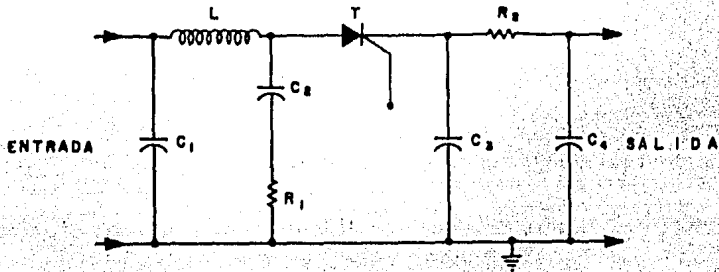 L
T
R₂
C₂
ENTRADA
C₁
C₃
C₄
SALIDA
R₁